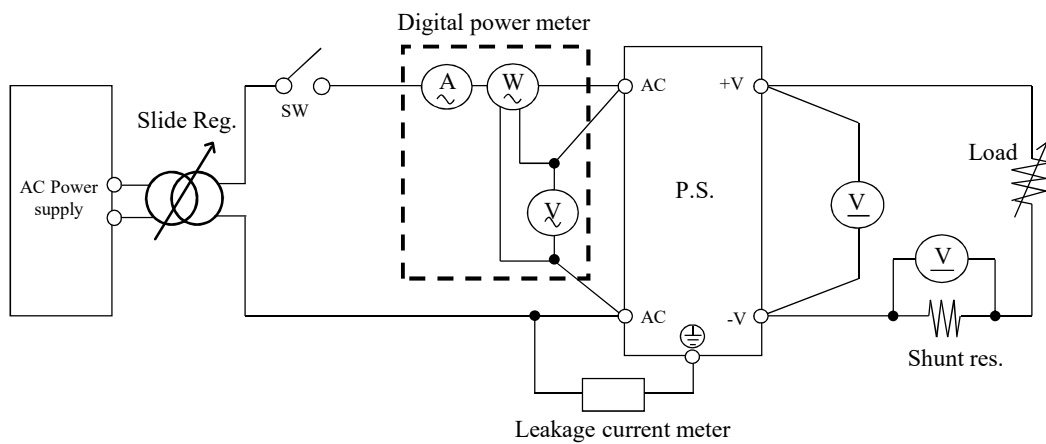 Digital power meter
A
W
AC
+V
SW
Slide Reg.
Load
AC Power
supply
P.S.
V
V
V
AC
-V
Shunt res.
Leakage current meter